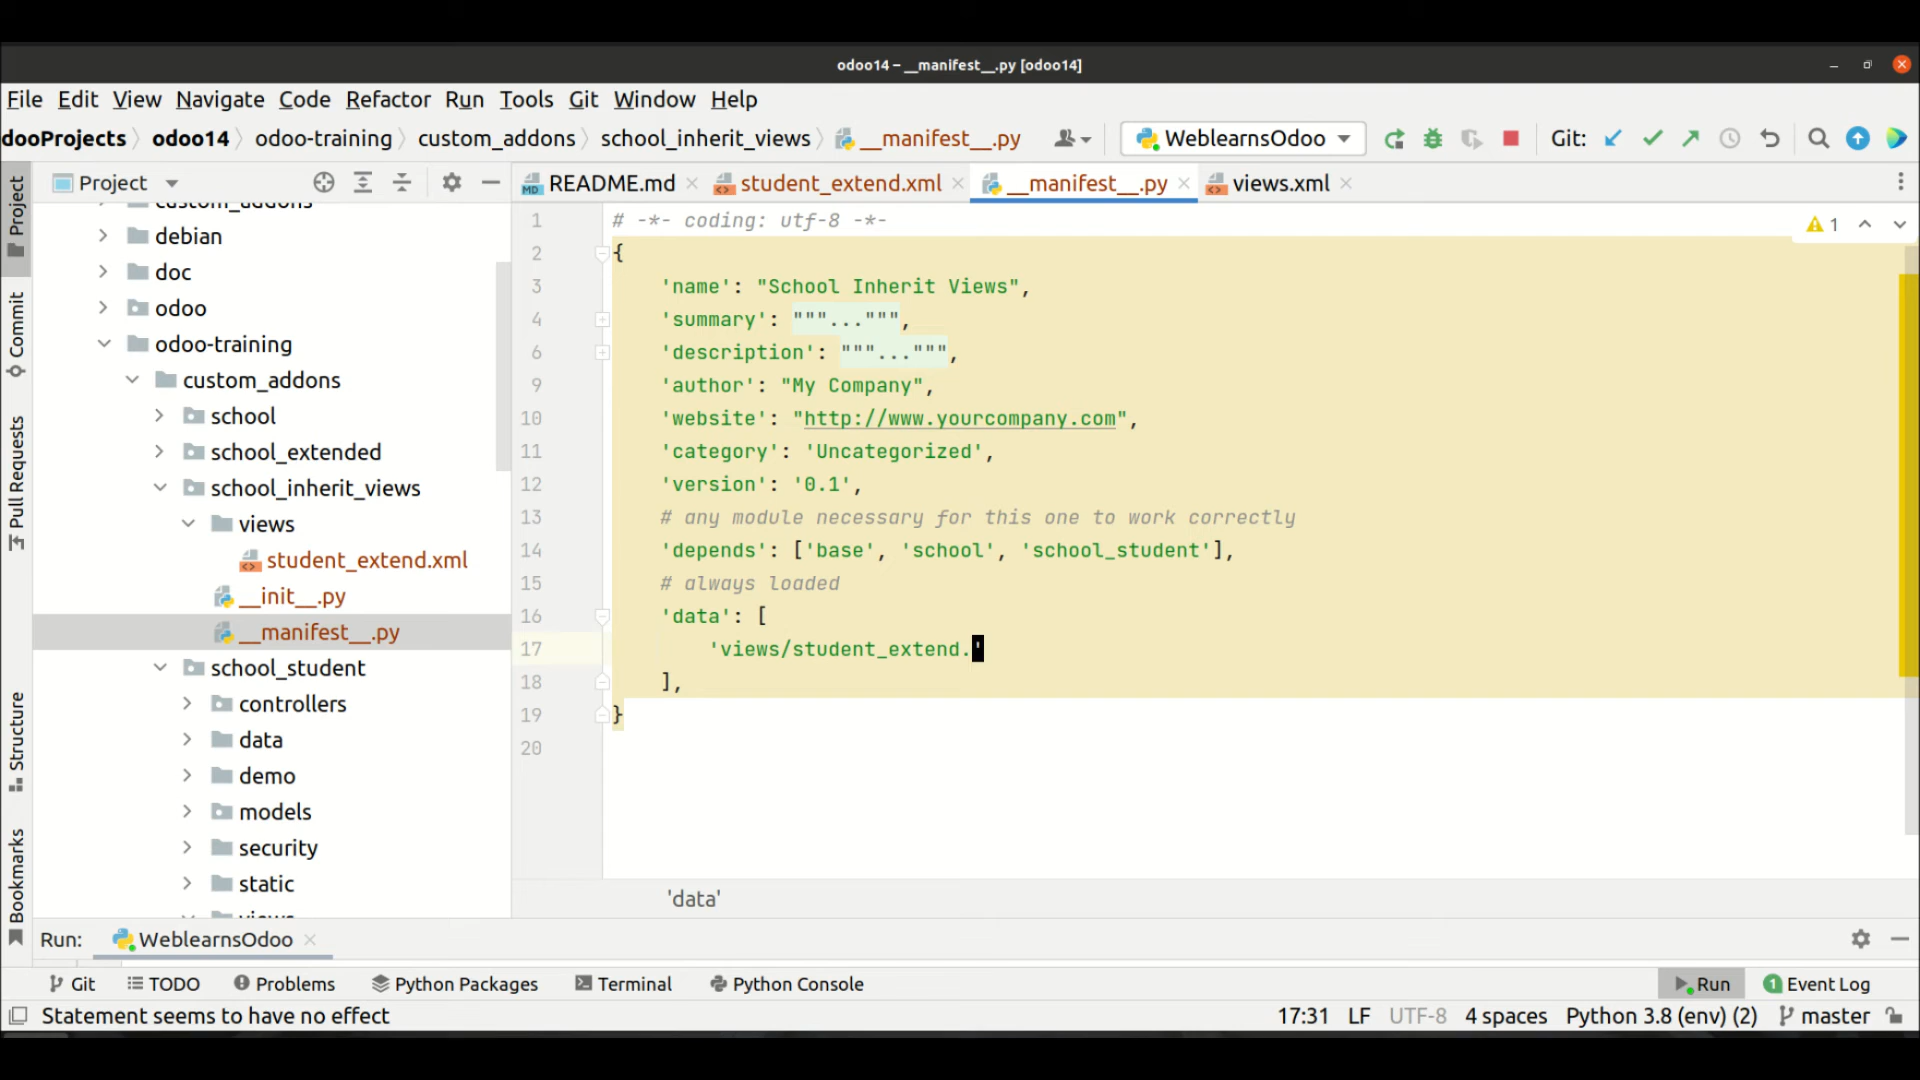 odoo14 – __manifest__.py [odoo14]
File Edit View Navigate Code Refactor Run Tools Git Window Help
dooProjects odoo14 odoo-training custom_addons school_inherit_views __manifest__.py WeblearnsOdoo Git:
Project README.md student_extend.xml __manifest__.py views.xml
Project
Commit
Pull Requests
Structure
Bookmarks
custom_addons
debian
doc
odoo
odoo-training
custom_addons
school
school_extended
school_inherit_views
views
student_extend.xml
__init__.py
__manifest__.py
school_student
controllers
data
demo
models
security
static
views
1 # -*- coding: utf-8 -*-
2 {
3 'name': "School Inherit Views",
4 'summary': """...""",
6 'description': """...""",
9 'author': "My Company",
10 'website': "http://www.yourcompany.com",
11 'category': 'Uncategorized',
12 'version': '0.1',
13 # any module necessary for this one to work correctly
14 'depends': ['base', 'school', 'school_student'],
15 # always loaded
16 'data': [
17 'views/student_extend.'
18 ],
19 }
20
1
'data'
Run: WeblearnsOdoo
Git TODO Problems Python Packages Terminal Python Console Run 1 Event Log
Statement seems to have no effect 17:31 LF UTF-8 4 spaces Python 3.8 (env) (2) master